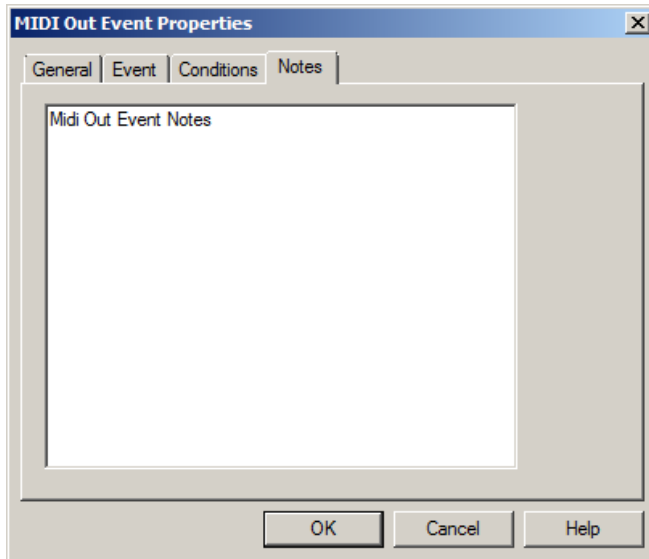 MIDI Out Event Properties
General Event Conditions Notes
Midi Out Event Notes
OK Cancel Help